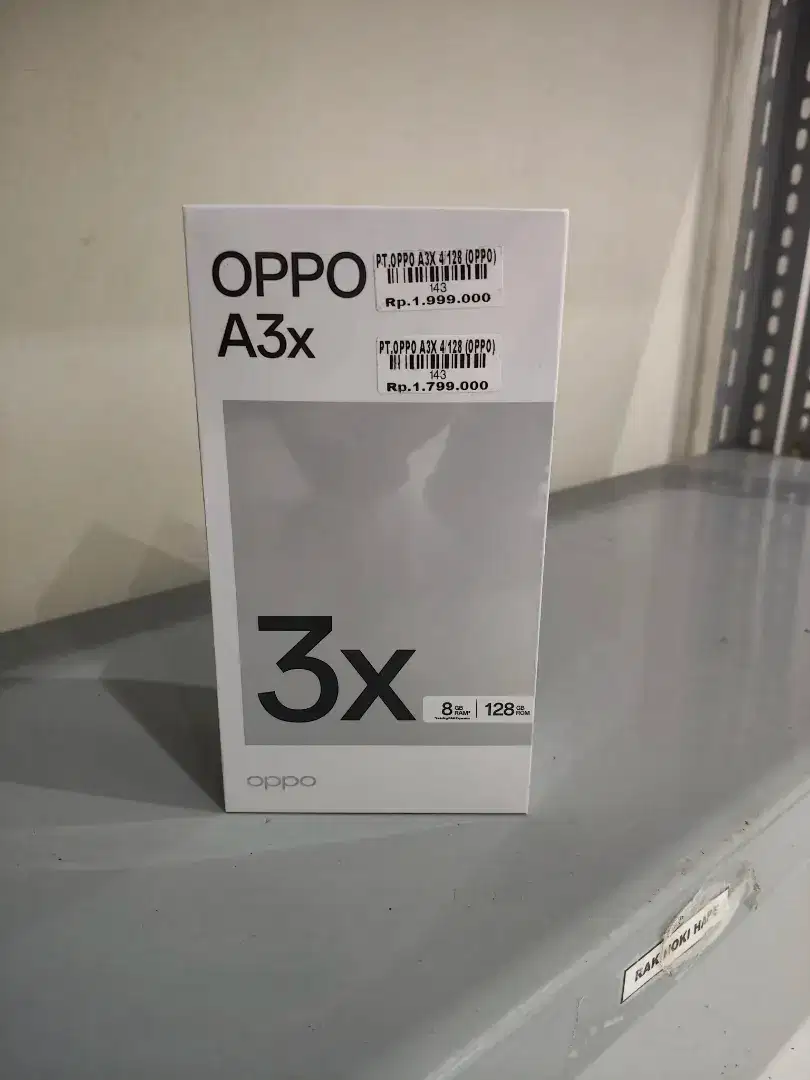 OPPO
A3x
PT.OPPO A3X 4/128 (OPPO)
143
Rp.1.999.000
PT.OPPO A3X 4/128 (OPPO)
143
Rp.1.799.000
3x
8 GB RAM* | 128 GB ROM
oppo
RAK HOKI HAPE